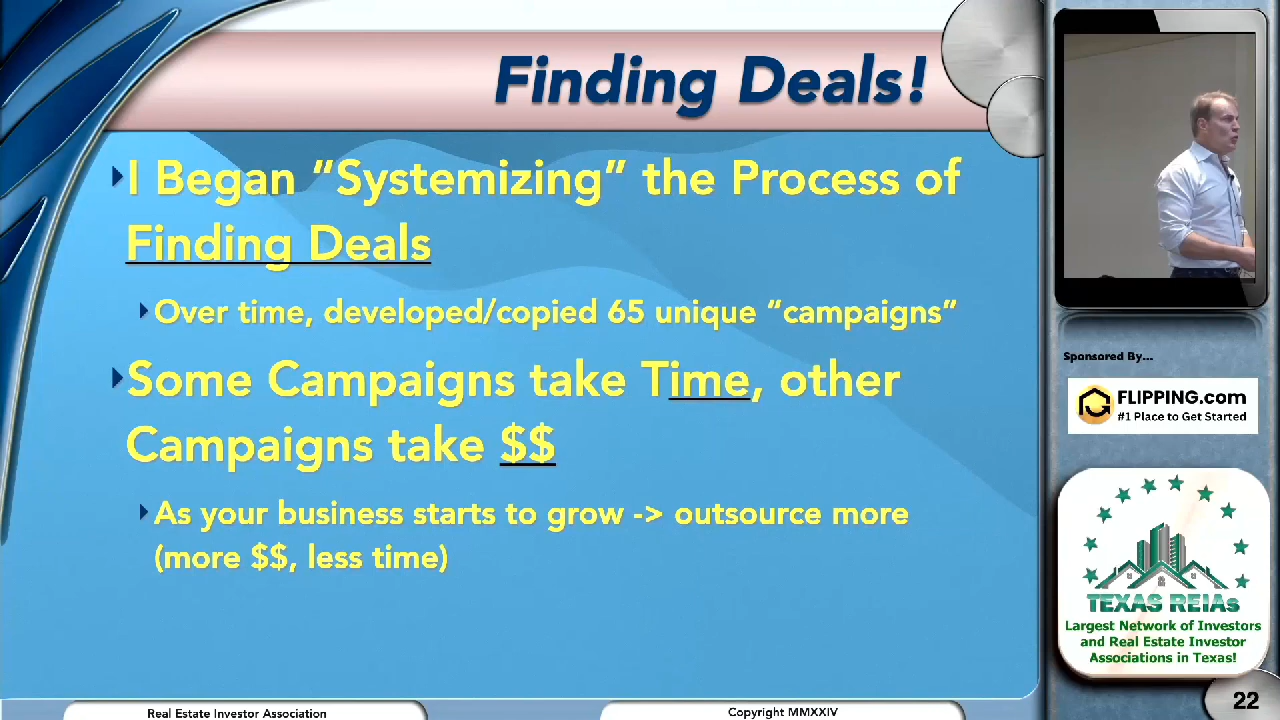 Finding Deals!
I Began “Systemizing” the Process of
Finding Deals
Over time, developed/copied 65 unique “campaigns”
Some Campaigns take Time, other
Campaigns take $$
As your business starts to grow -> outsource more
(more $$, less time)
Sponsored By...
FLIPPING.com
#1 Place to Get Started
TEXAS REIAs
Largest Network of Investors
and Real Estate Investor
Associations in Texas!
22
Real Estate Investor Association
Copyright MMXXIV